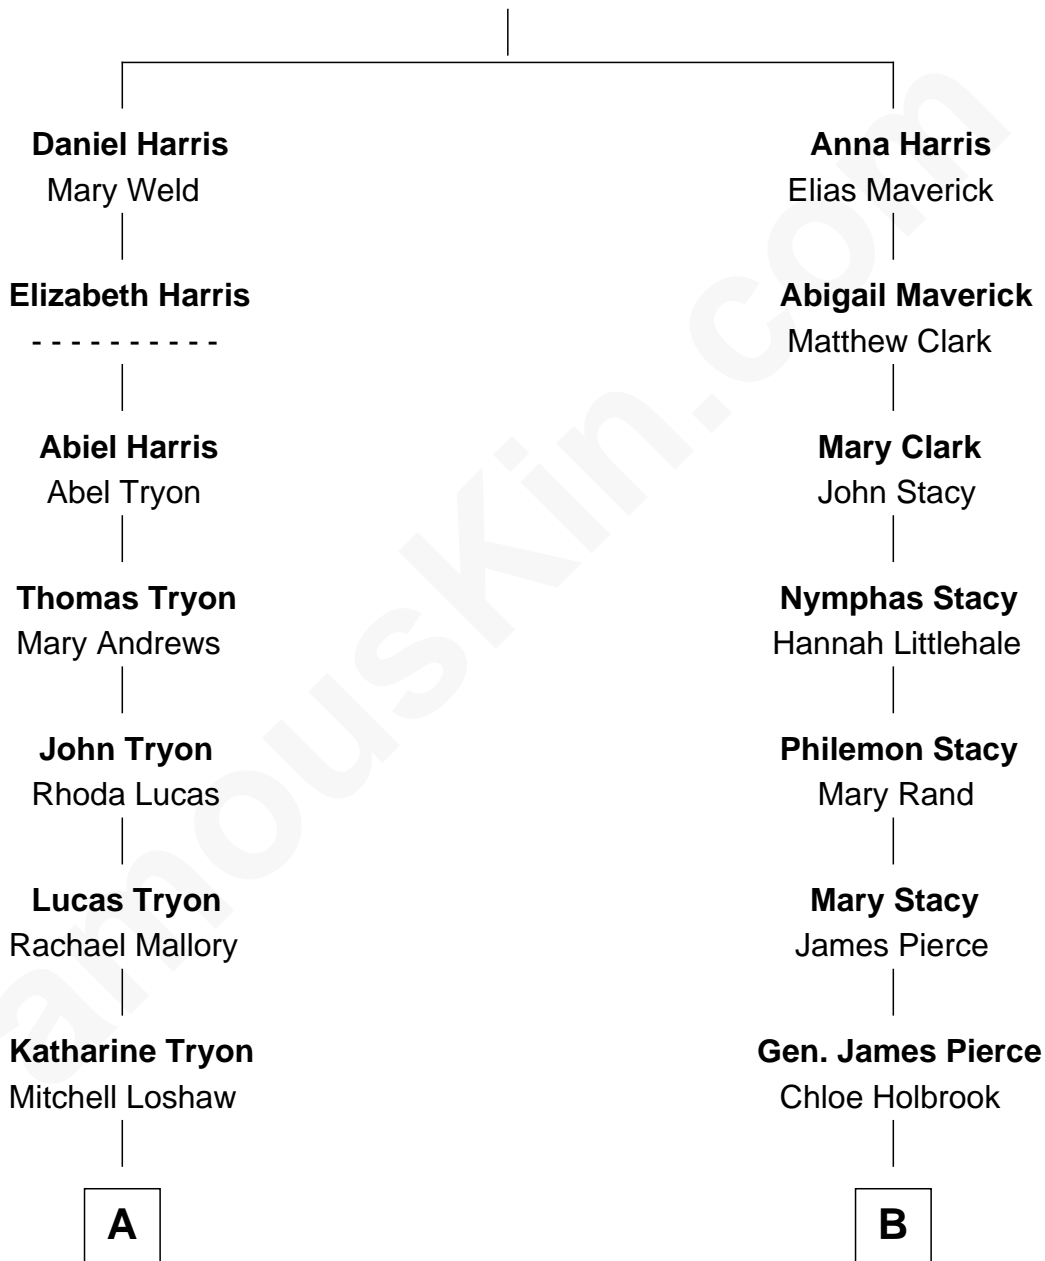 Daniel Harris
Mary Weld
Elizabeth Harris
- - - - - - - - - -
Abiel Harris
Abel Tryon
Thomas Tryon
Mary Andrews
John Tryon
Rhoda Lucas
Lucas Tryon
Rachael Mallory
Katharine Tryon
Mitchell Loshaw
A
Anna Harris
Elias Maverick
Abigail Maverick
Matthew Clark
Mary Clark
John Stacy
Nymphas Stacy
Hannah Littlehale
Philemon Stacy
Mary Rand
Mary Stacy
James Pierce
Gen. James Pierce
Chloe Holbrook
B
amousKin.com